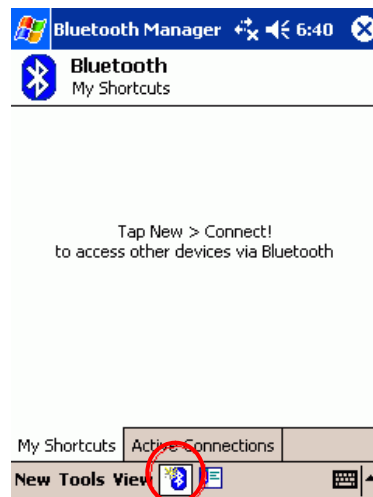 Bluetooth Manager 6:40
Bluetooth
My Shortcuts
Tap New > Connect!
to access other devices via Bluetooth
My Shortcuts Active Connections
New Tools View